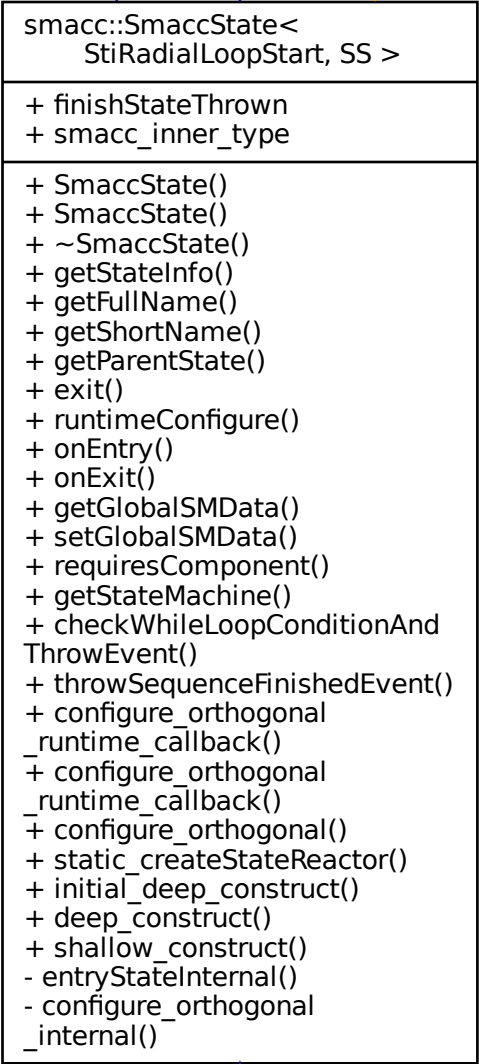 smacc::SmaccState<
StiRadialLoopStart, SS >
+ finishStateThrown
+ smacc_inner_type
+ SmaccState()
+ SmaccState()
+ ~SmaccState()
+ getStateInfo()
+ getFullName()
+ getShortName()
+ getParentState()
+ exit()
+ runtimeConfigure()
+ onEntry()
+ onExit()
+ getGlobalSMData()
+ setGlobalSMData()
+ requiresComponent()
+ getStateMachine()
+ checkWhileLoopConditionAnd
ThrowEvent()
+ throwSequenceFinishedEvent()
+ configure_orthogonal
_runtime_callback()
+ configure_orthogonal
_runtime_callback()
+ configure_orthogonal()
+ static_createStateReactor()
+ initial_deep_construct()
+ deep_construct()
+ shallow_construct()
- entryStateInternal()
- configure_orthogonal
_internal()